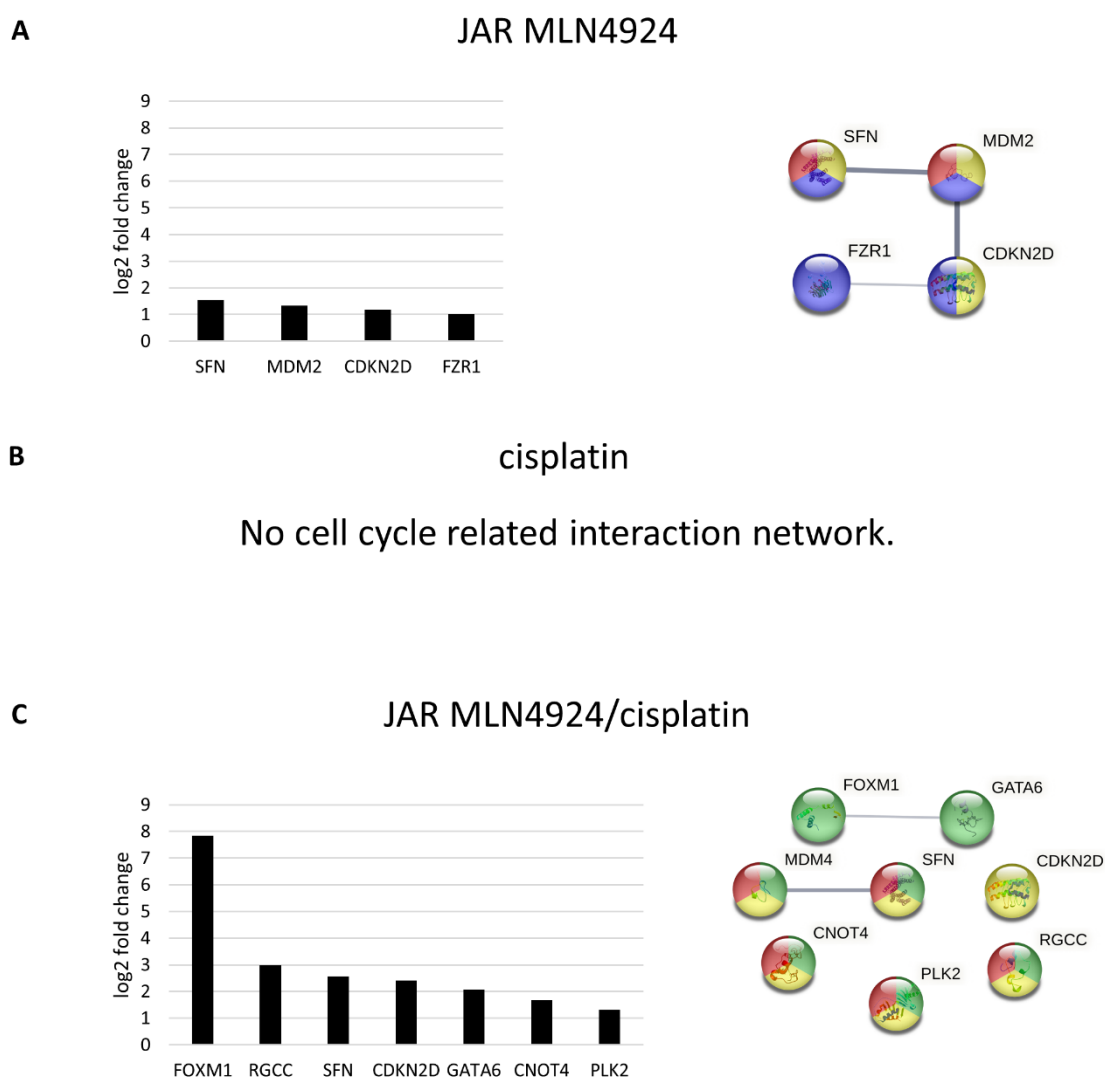 A
JAR MLN4924
log2 fold change
9
8
7
6
5
4
3
2
1
0
SFN MDM2 CDKN2D FZR1
SFN
MDM2
FZR1
CDKN2D
B
cisplatin
No cell cycle related interaction network.
C
JAR MLN4924/cisplatin
log2 fold change
9
8
7
6
5
4
3
2
1
0
FOXM1 RGCC SFN CDKN2D GATA6 CNOT4 PLK2
FOXM1
GATA6
MDM4
SFN
CDKN2D
CNOT4
RGCC
PLK2